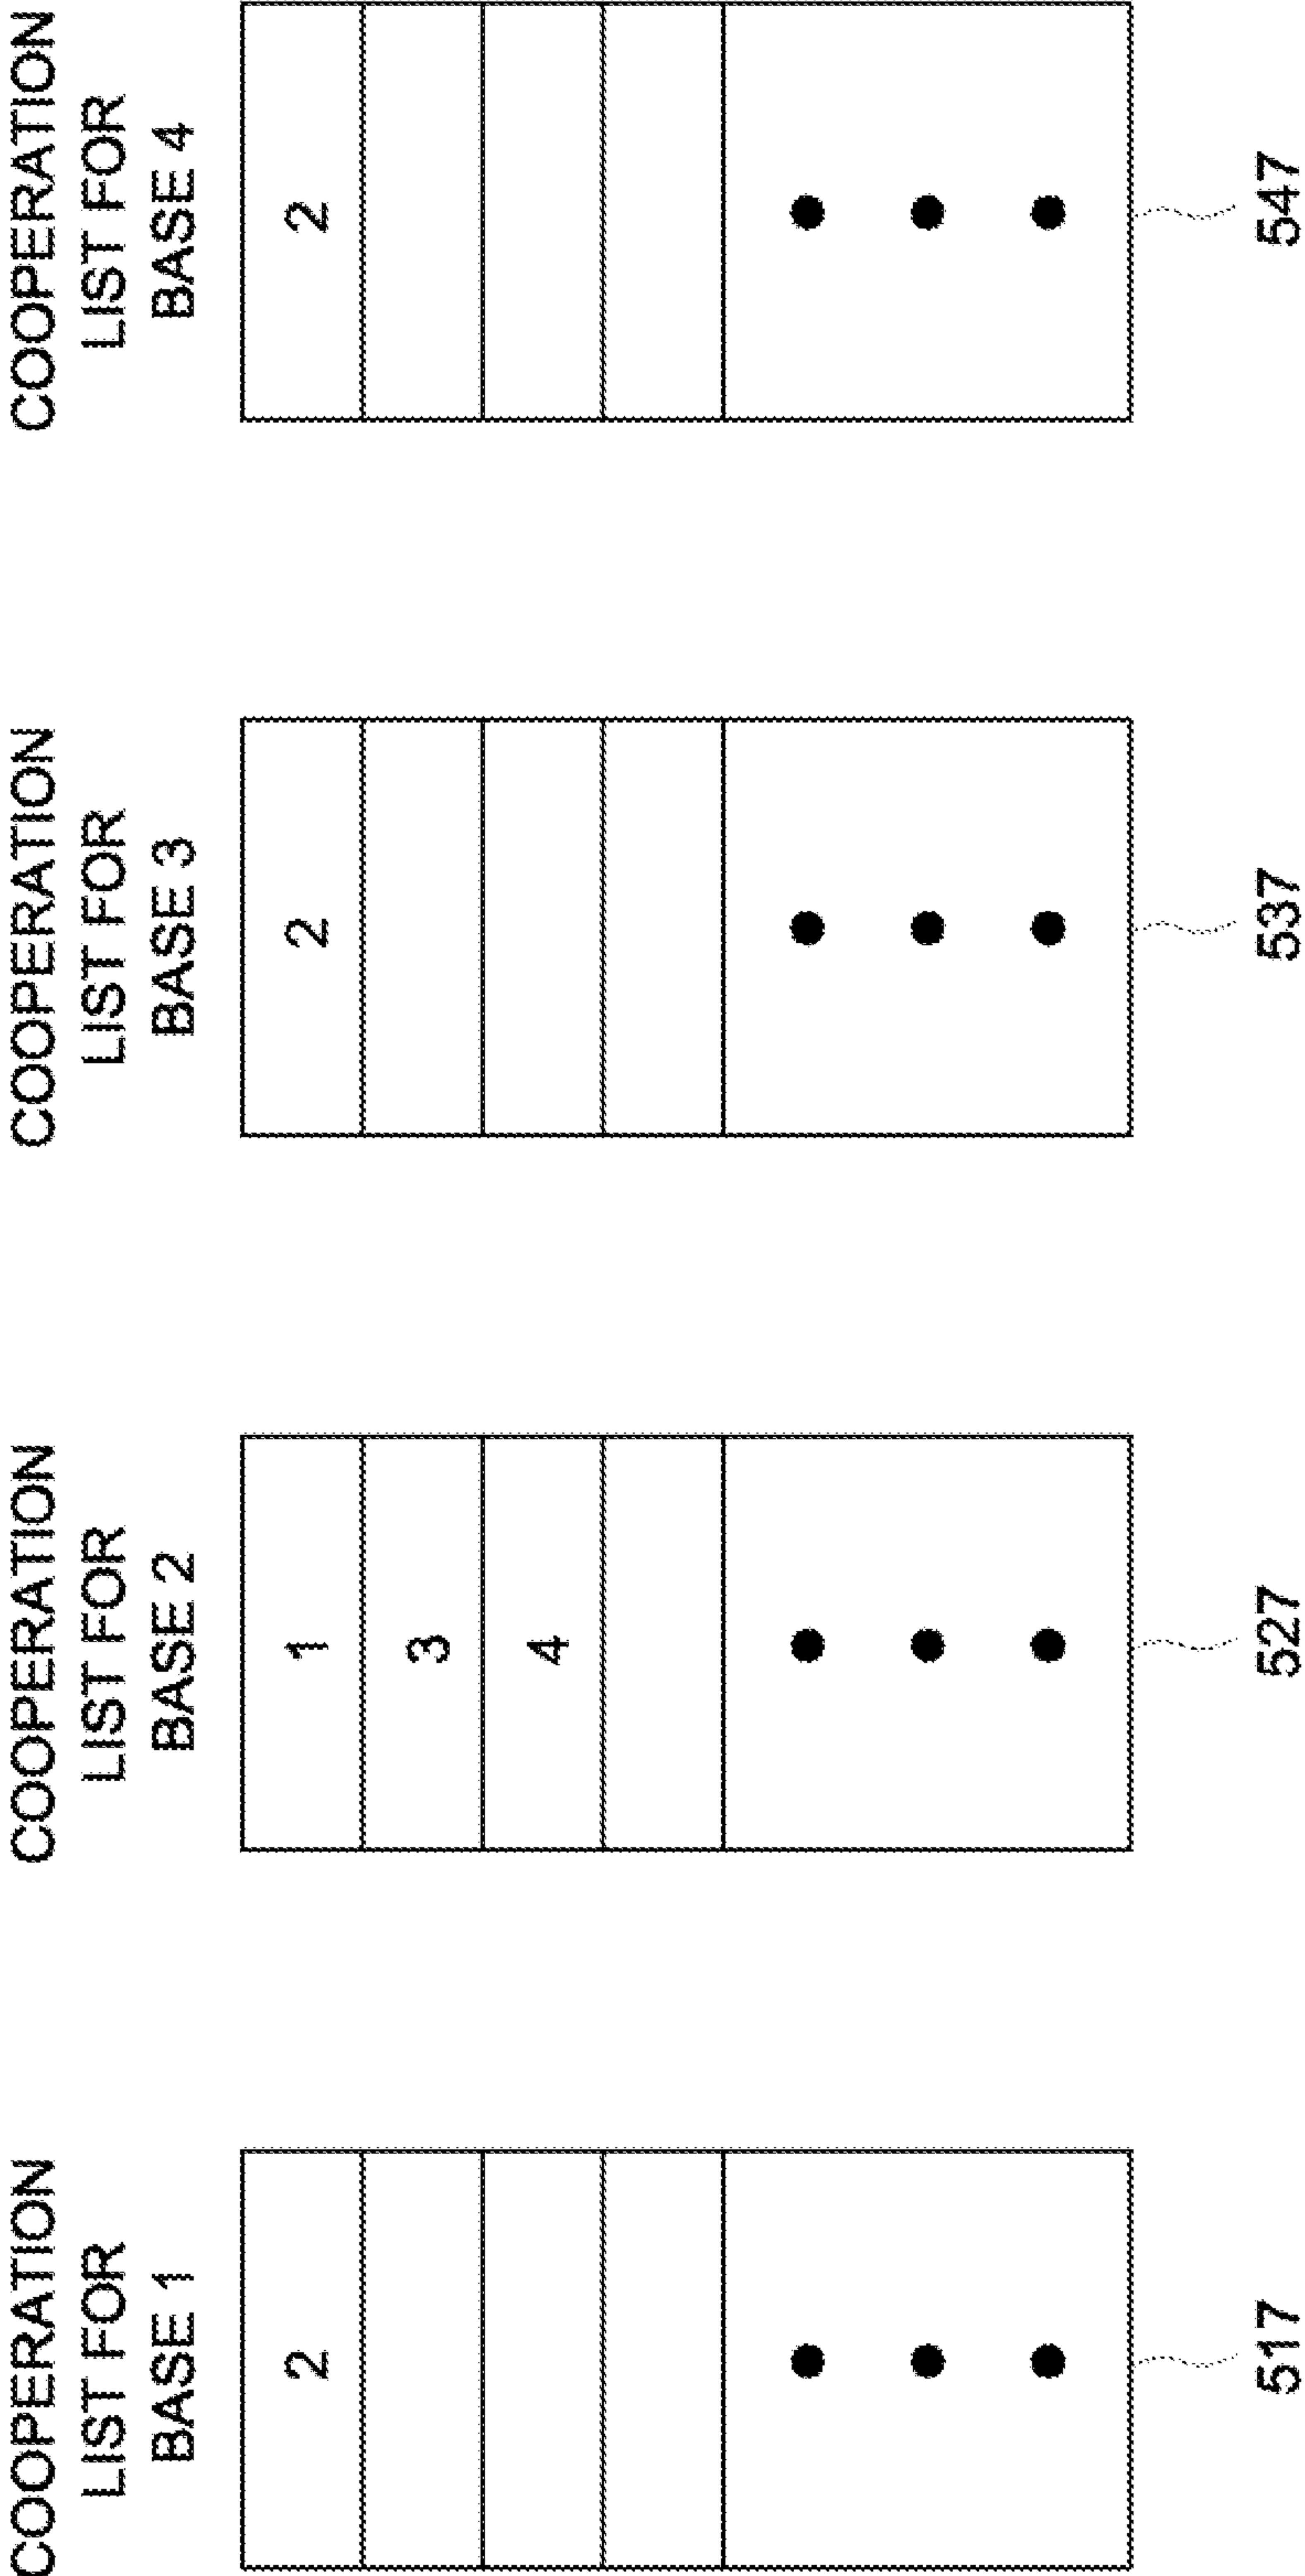 COOPERATION
LIST FOR
BASE 1
2
517
COOPERATION
LIST FOR
BASE 2
1
3
4
527
COOPERATION
LIST FOR
BASE 3
2
537
COOPERATION
LIST FOR
BASE 4
2
547